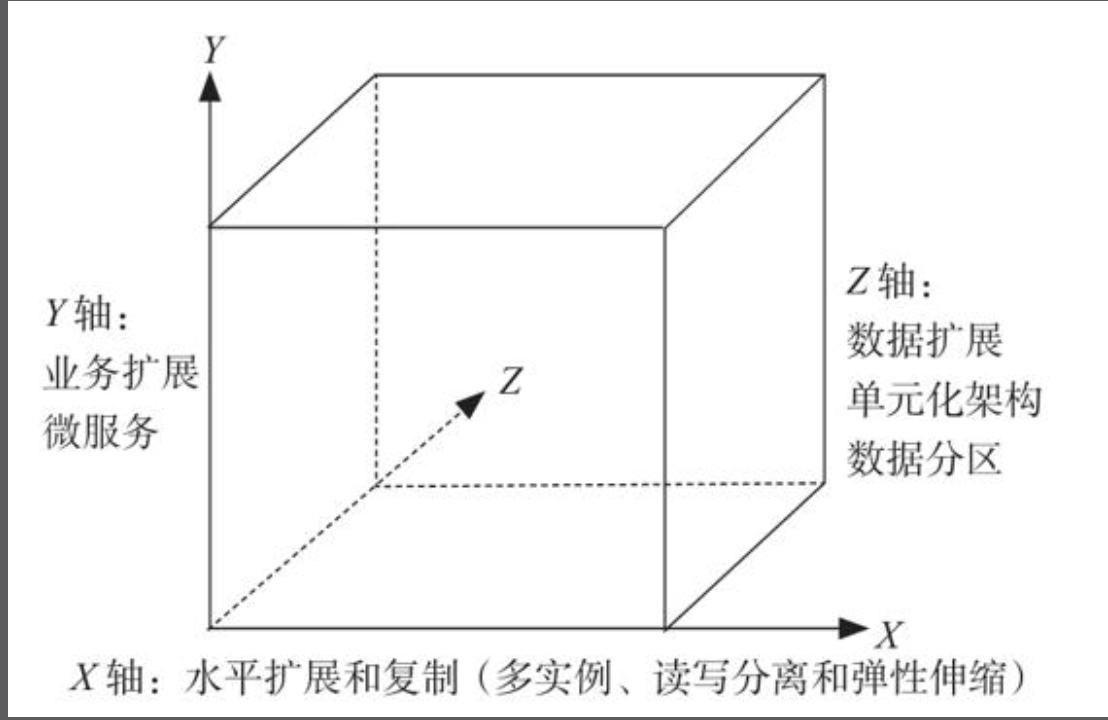 Y
Y轴：
业务扩展
微服务
Z
Z轴：
数据扩展
单元化架构
数据分区
X
X轴：水平扩展和复制（多实例、读写分离和弹性伸缩）